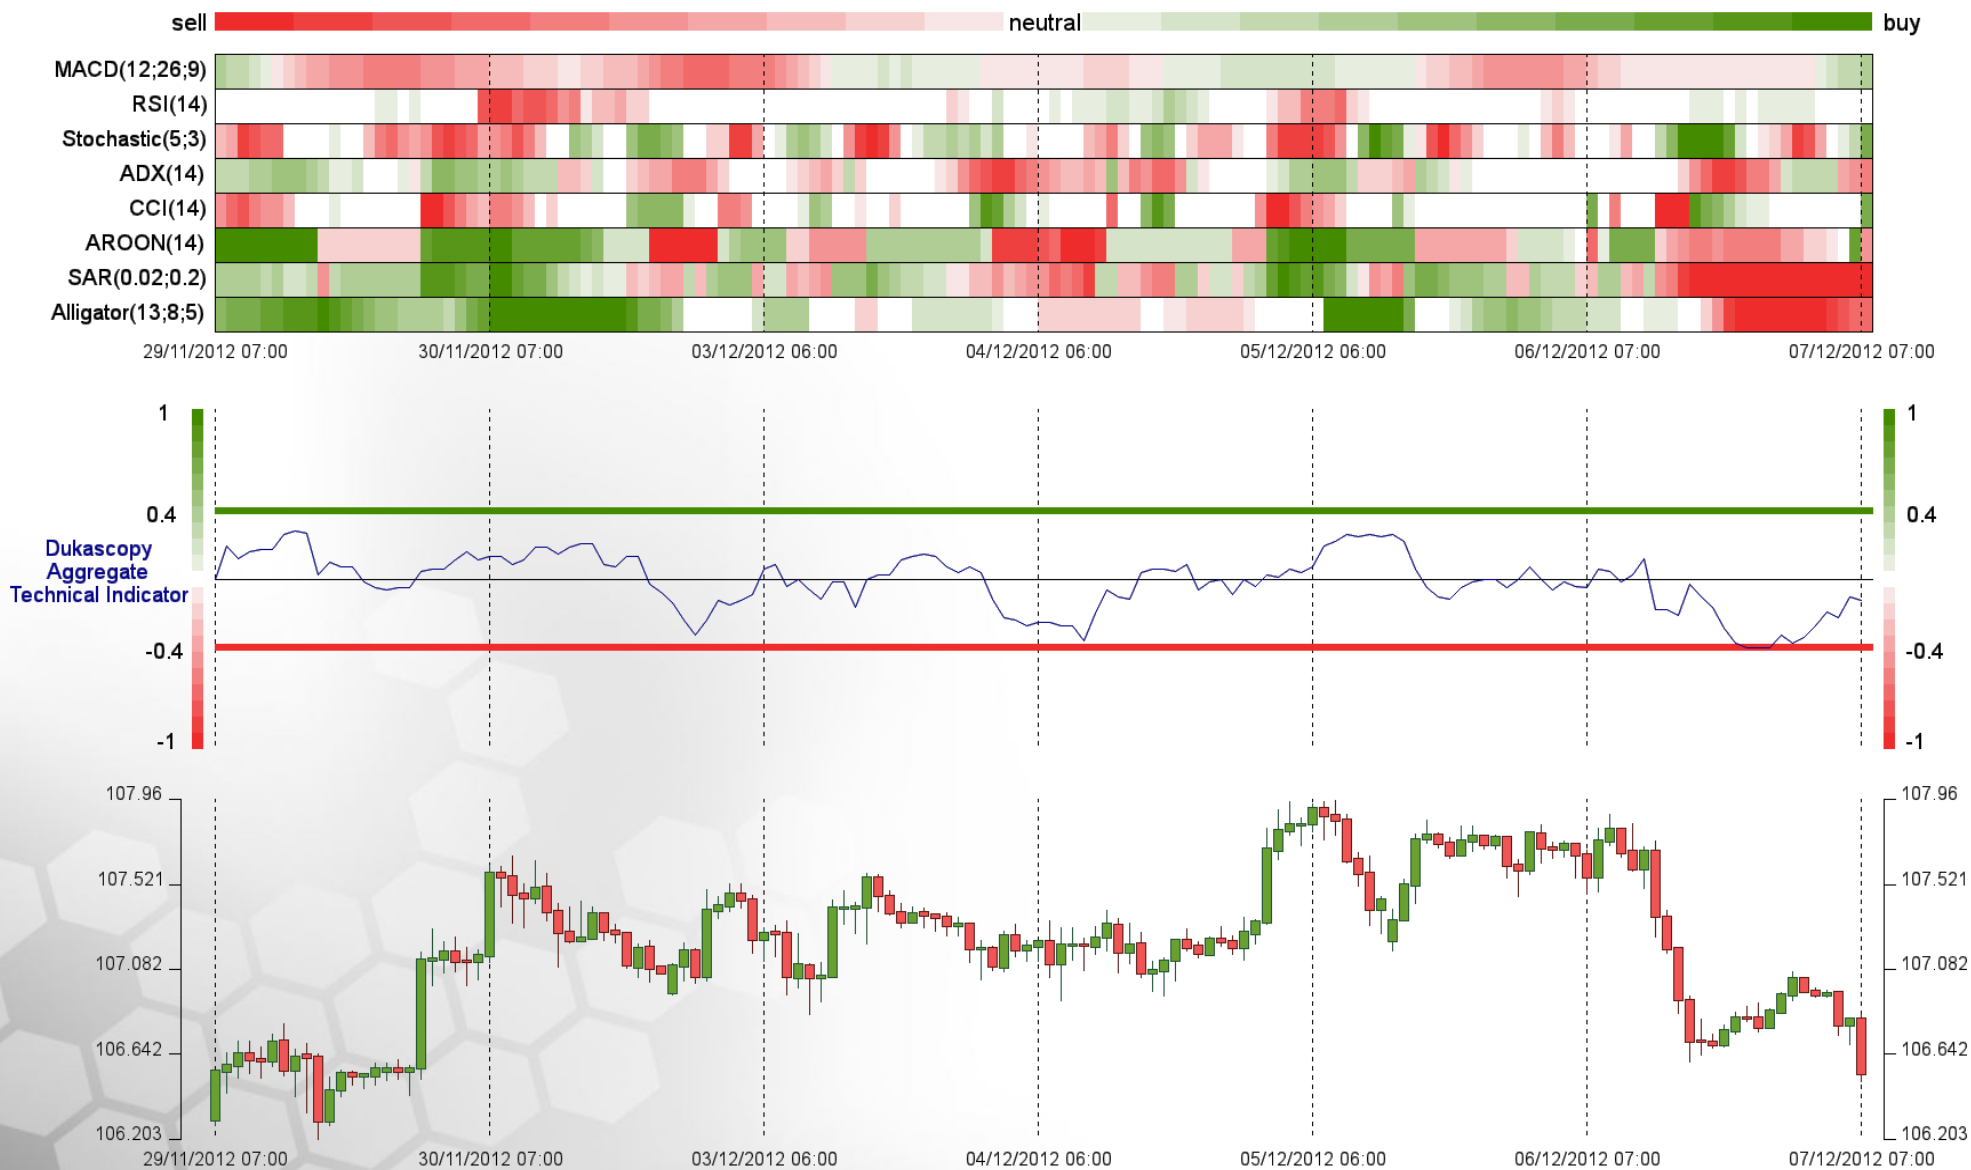 sell neutral buy
MACD(12;26;9)
RSI(14)
Stochastic(5;3)
ADX(14)
CCI(14)
AROON(14)
SAR(0.02;0.2)
Alligator(13;8;5)
29/11/2012 07:00 30/11/2012 07:00 03/12/2012 06:00 04/12/2012 06:00 05/12/2012 06:00 06/12/2012 07:00 07/12/2012 07:00
1 1
0.4 0.4
Dukascopy
Aggregate
Technical Indicator
-0.4 -0.4
-1 -1
107.96 107.96
107.521 107.521
107.082 107.082
106.642 106.642
106.203 106.203
29/11/2012 07:00 30/11/2012 07:00 03/12/2012 06:00 04/12/2012 06:00 05/12/2012 06:00 06/12/2012 07:00 07/12/2012 07:00